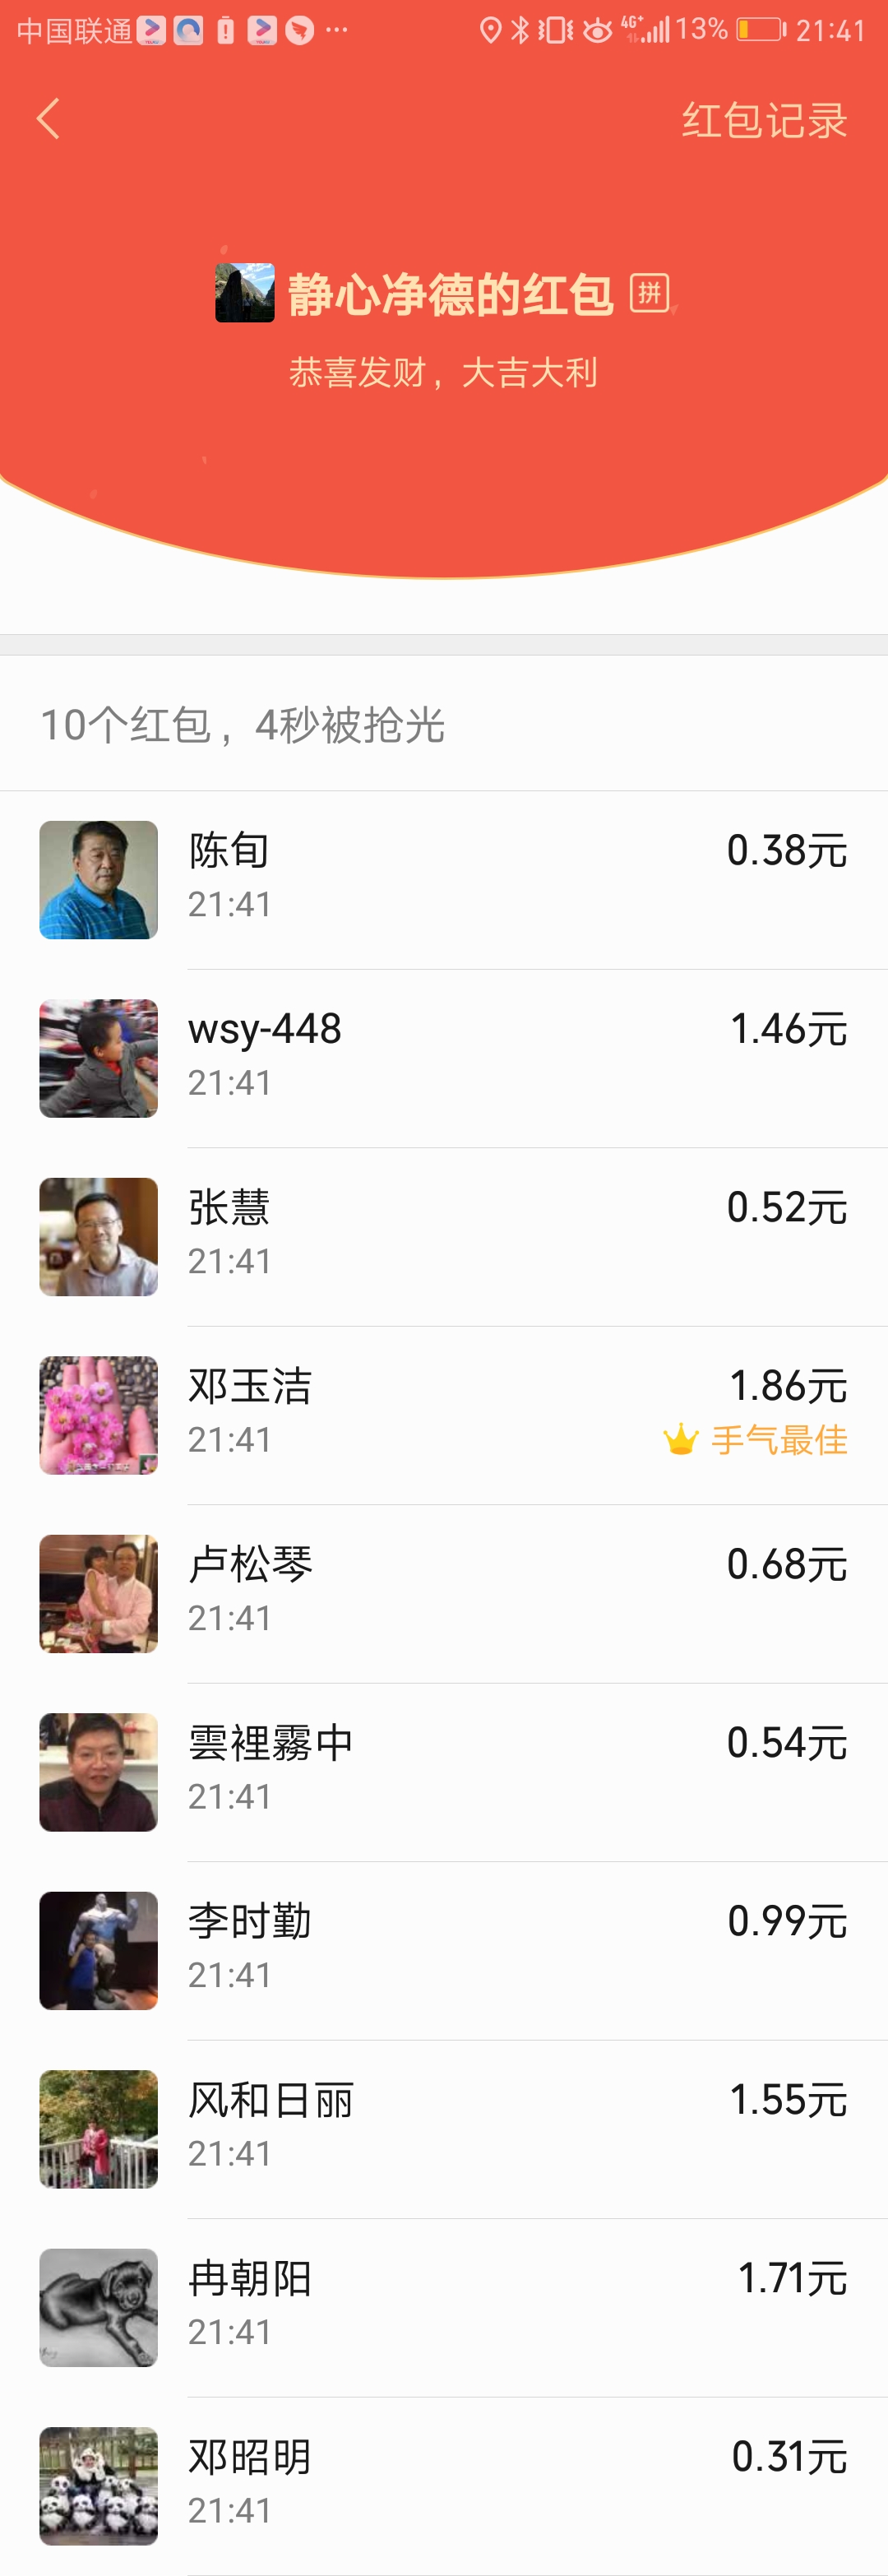 中国联通 4G+ 13% 21:41
红包记录
静心净德的红包 拼
恭喜发财，大吉大利
10个红包，4秒被抢光
陈旬 0.38元
21:41
wsy-448 1.46元
21:41
张慧 0.52元
21:41
邓玉洁 1.86元
21:41 手气最佳
卢松琴 0.68元
21:41
雲裡霧中 0.54元
21:41
李时勤 0.99元
21:41
风和日丽 1.55元
21:41
冉朝阳 1.71元
21:41
邓昭明 0.31元
21:41